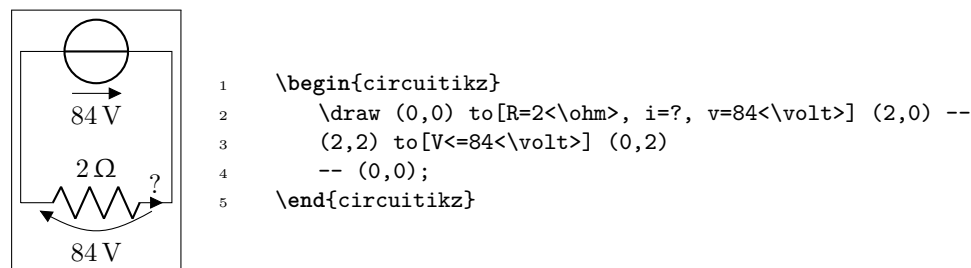 84 V
2 Ω
?
84 V
1 \begin{circuitikz}
2 \draw (0,0) to[R=2<\ohm>, i=?, v=84<\volt>] (2,0) --
3 (2,2) to[V<=84<\volt>] (0,2)
4 -- (0,0);
5 \end{circuitikz}